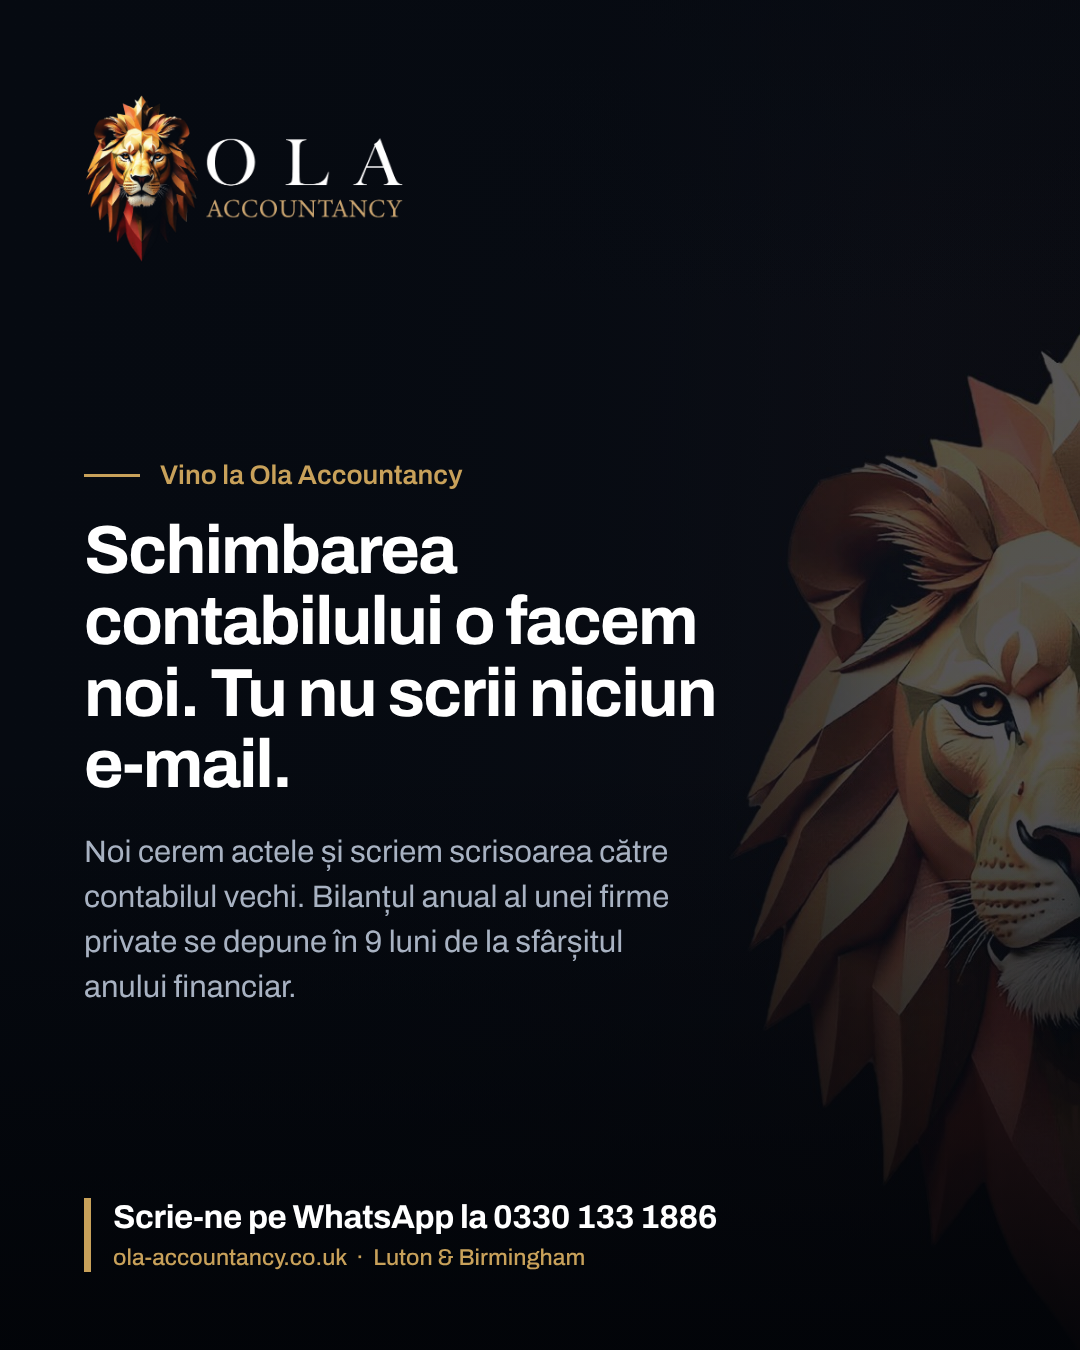 OLA
ACCOUNTANCY
Vino la Ola Accountancy
Schimbarea
contabilului o facem
noi. Tu nu scrii niciun
e-mail.
Noi cerem actele și scriem scrisoarea către
contabilul vechi. Bilanțul anual al unei firme
private se depune în 9 luni de la sfârșitul
anului financiar.
Scrie-ne pe WhatsApp la 0330 133 1886
ola-accountancy.co.uk · Luton & Birmingham